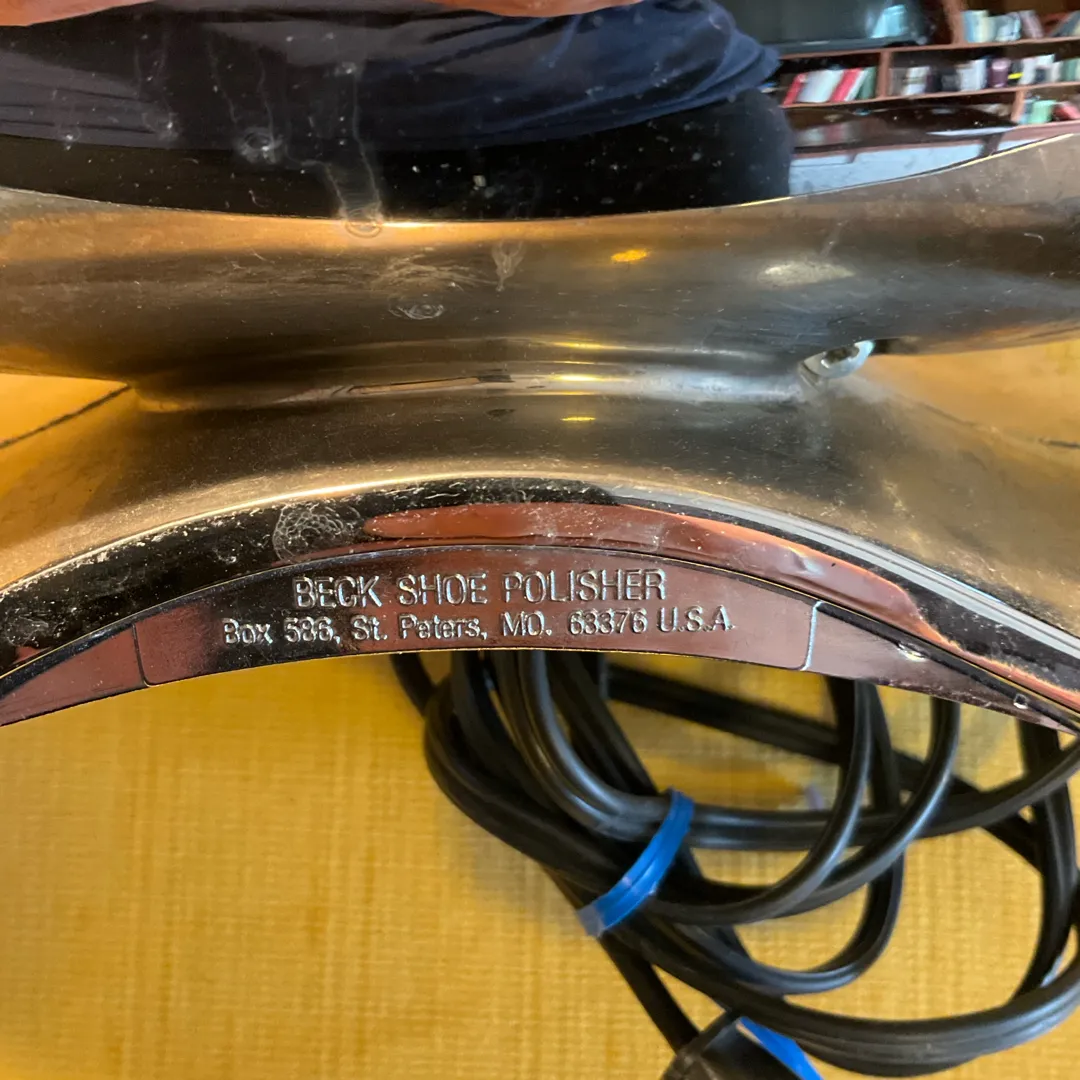 BECK SHOE POLISHER
Box 586, St. Peters, MO. 63376 U.S.A.